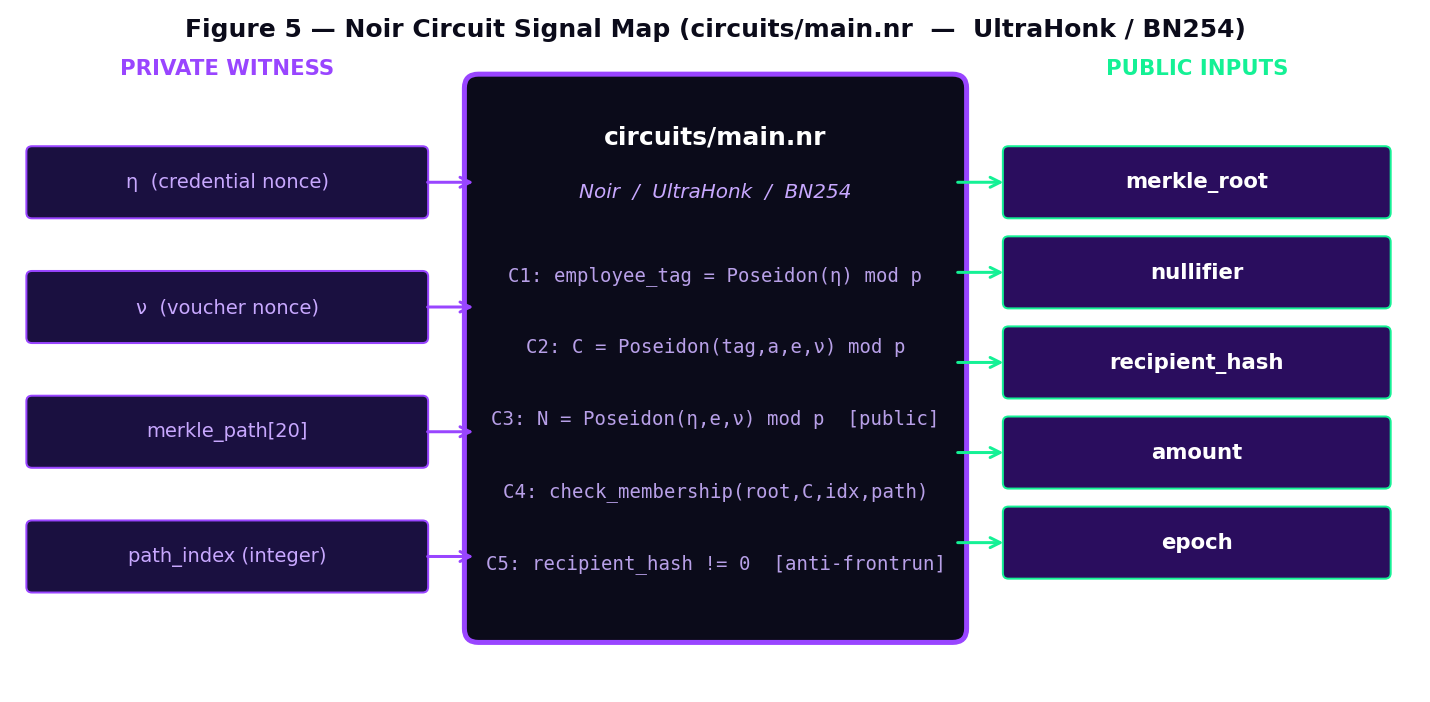 Figure 5 — Noir Circuit Signal Map (circuits/main.nr — UltraHonk / BN254)
PRIVATE WITNESS
η (credential nonce)
ν (voucher nonce)
merkle_path[20]
path_index (integer)
circuits/main.nr
Noir / UltraHonk / BN254
C1: employee_tag = Poseidon(η) mod p
C2: C = Poseidon(tag,a,e,ν) mod p
C3: N = Poseidon(η,e,ν) mod p [public]
C4: check_membership(root,C,idx,path)
C5: recipient_hash != 0 [anti-frontrun]
PUBLIC INPUTS
merkle_root
nullifier
recipient_hash
amount
epoch